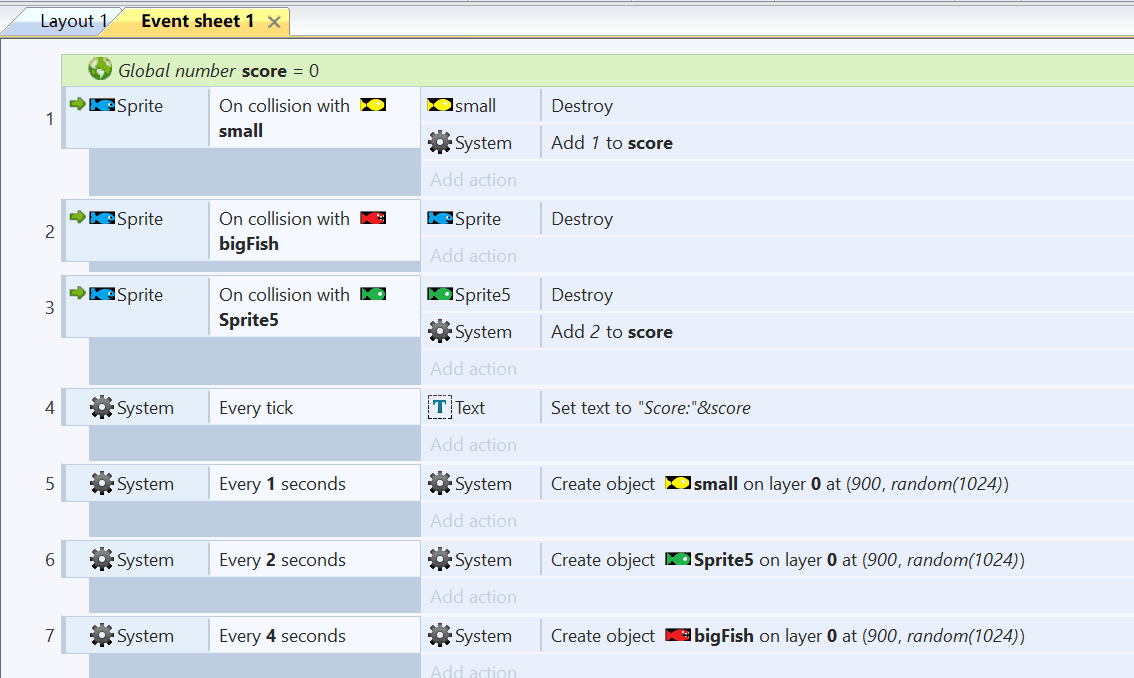 Layout 1 Event sheet 1
Global number score = 0
1 Sprite On collision with small small Destroy
System Add 1 to score
Add action
2 Sprite On collision with bigFish Sprite Destroy
Add action
3 Sprite On collision with Sprite5 Sprite5 Destroy
System Add 2 to score
Add action
4 System Every tick T Text Set text to "Score:"&score
Add action
5 System Every 1 seconds System Create object small on layer 0 at (900, random(1024))
Add action
6 System Every 2 seconds System Create object Sprite5 on layer 0 at (900, random(1024))
Add action
7 System Every 4 seconds System Create object bigFish on layer 0 at (900, random(1024))
Add action